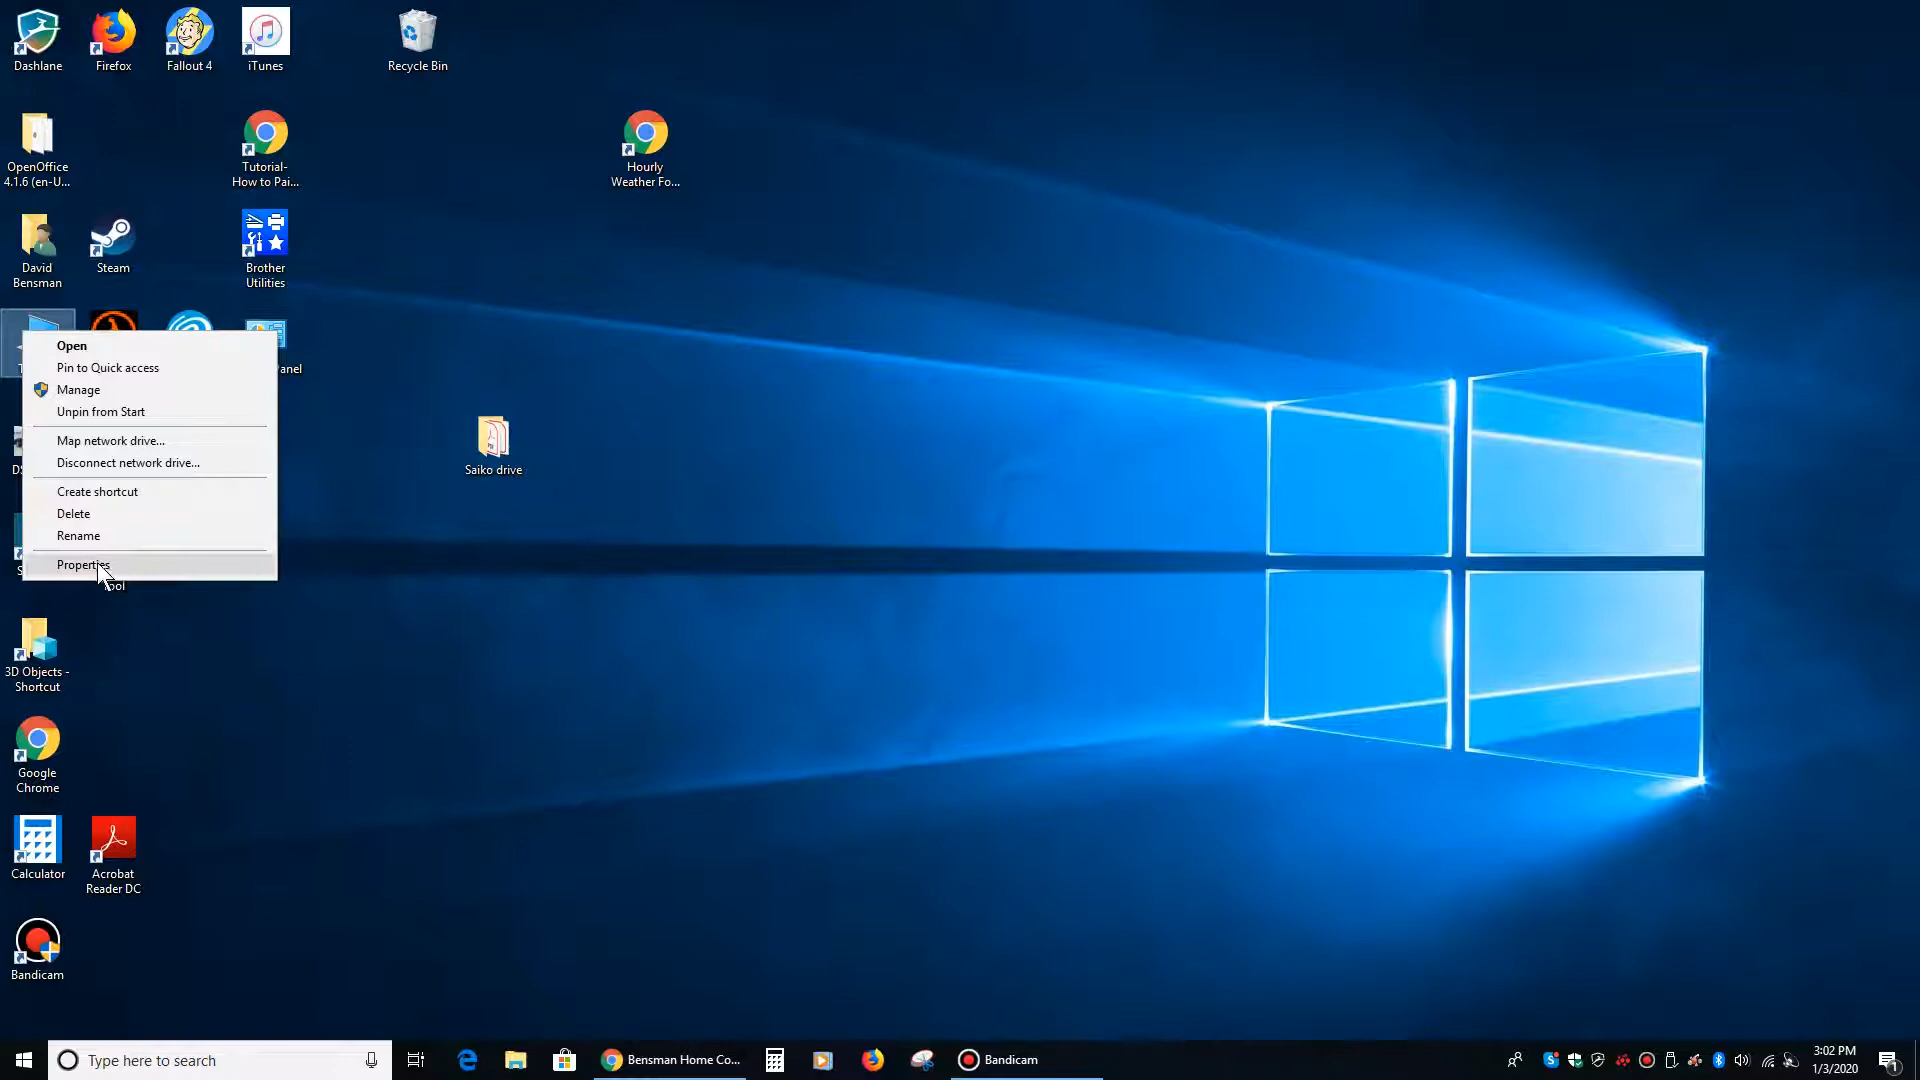 Dashlane
Firefox
Fallout 4
iTunes
Recycle Bin
OpenOffice
4.1.6 (en-U...
Tutorial-
How to Pai...
Hourly
Weather Fo...
David
Bensman
Steam
Brother
Utilities
T
anel
Open
Pin to Quick access
Manage
Unpin from Start
Map network drive...
Disconnect network drive...
Create shortcut
Delete
Rename
Properties
Saiko drive
DS
S
ool
3D Objects -
Shortcut
Google
Chrome
Calculator
Acrobat
Reader DC
Bandicam
Type here to search
Bensman Home Co...
Bandicam
3:02 PM
1/3/2020
1